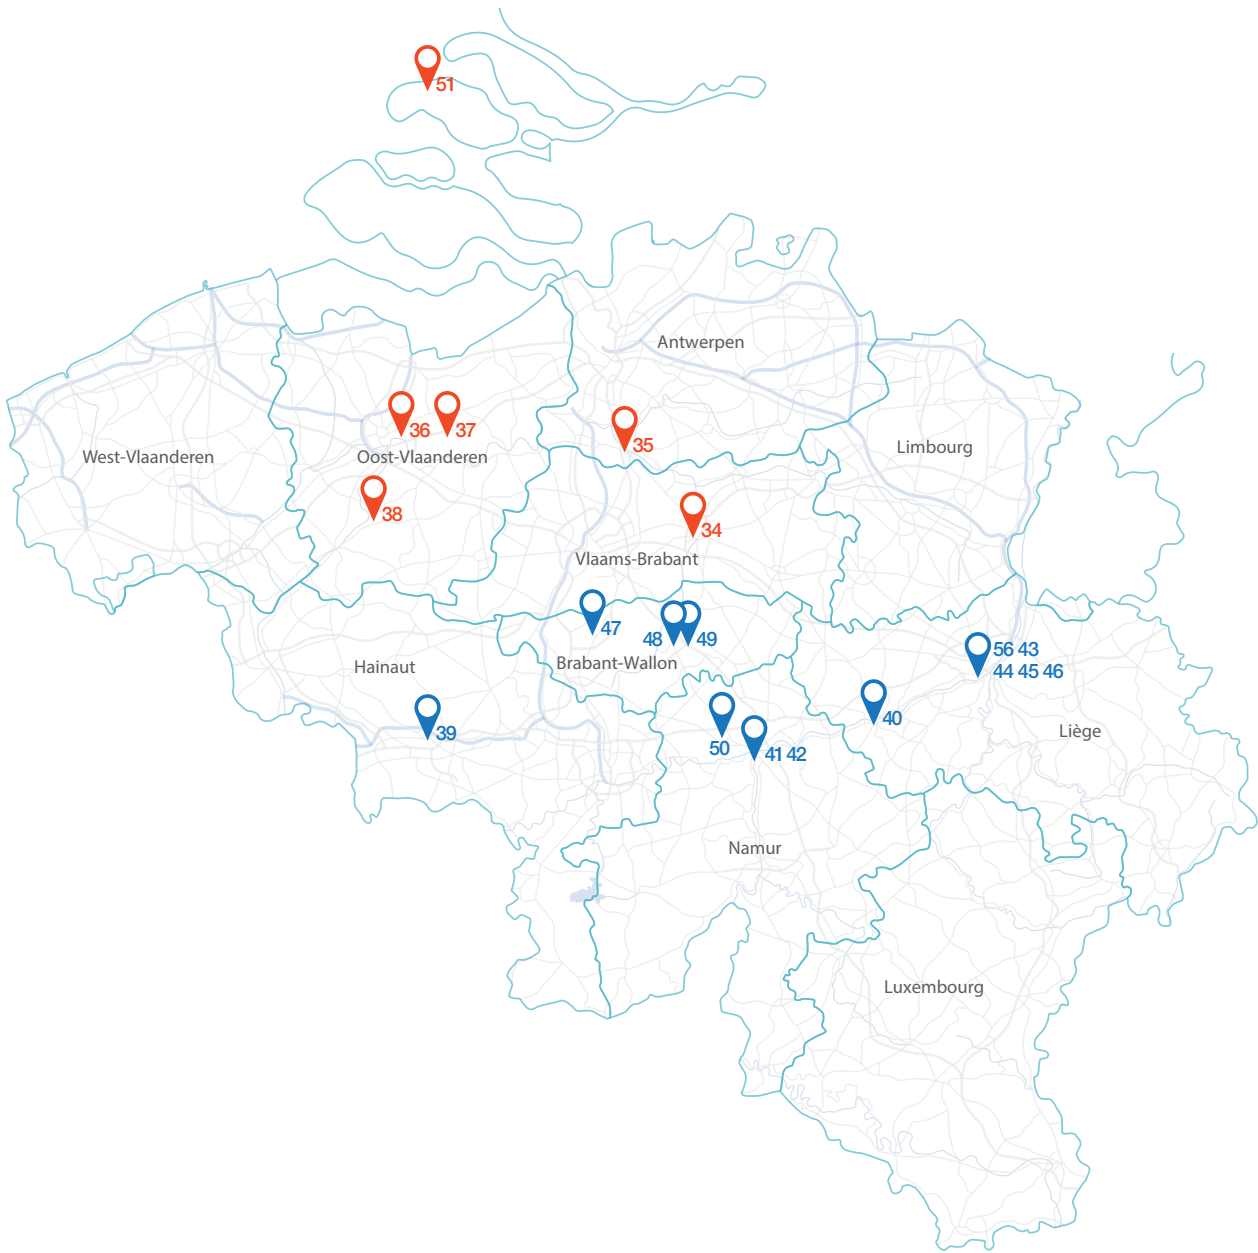 51
Antwerpen
36
37
35
Limbourg
West-Vlaanderen
Oost-Vlaanderen
38
34
Vlaams-Brabant
47
48
49
56 43
44 45 46
Hainaut
Brabant-Wallon
40
39
50
41 42
Liège
Namur
Luxembourg